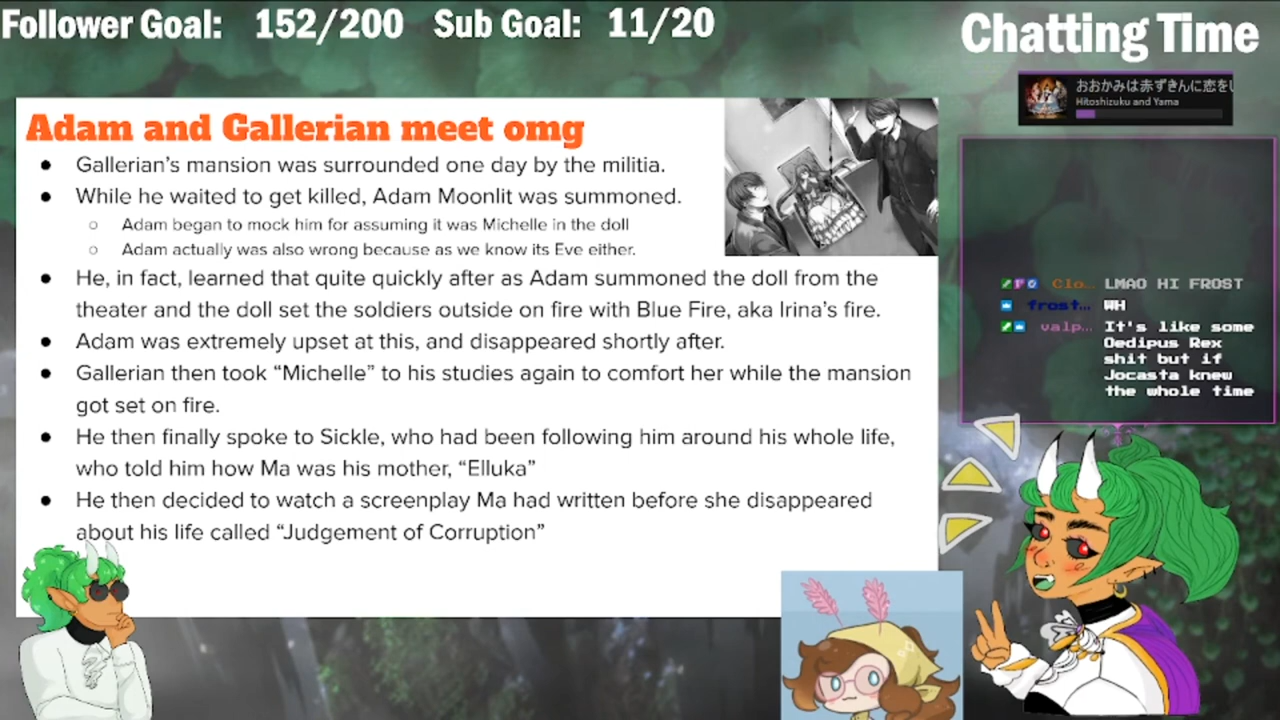 Follower Goal: 152/200 Sub Goal: 11/20
Chatting Time
おおかみは赤ずきんに恋を
Hitoshizuku and Yama
Adam and Gallerian meet omg
● Gallerian's mansion was surrounded one day by the militia.
● While he waited to get killed, Adam Moonlit was summoned.
○ Adam began to mock him for assuming it was Michelle in the doll
○ Adam actually was also wrong because as we know its Eve either.
● He, in fact, learned that quite quickly after as Adam summoned the doll from the
theater and the doll set the soldiers outside on fire with Blue Fire, aka Irina's fire.
● Adam was extremely upset at this, and disappeared shortly after.
● Gallerian then took “Michelle” to his studies again to comfort her while the mansion
got set on fire.
● He then finally spoke to Sickle, who had been following him around his whole life,
who told him how Ma was his mother, “Elluka”
● He then decided to watch a screenplay Ma had written before she disappeared
about his life called “Judgement of Corruption”
Clo... LMAO HI FROST
frost... WH
valp... It's like some
Oedipus Rex
shit but if
Jocasta knew
the whole time